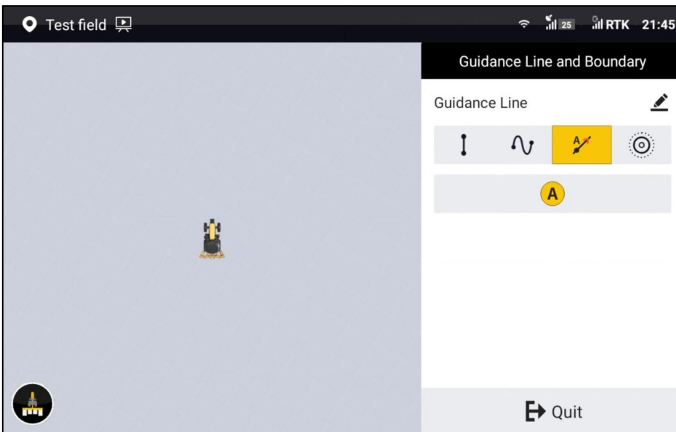 Test field
25
RTK 21:45
Guidance Line and Boundary
Guidance Line
A
A
Quit